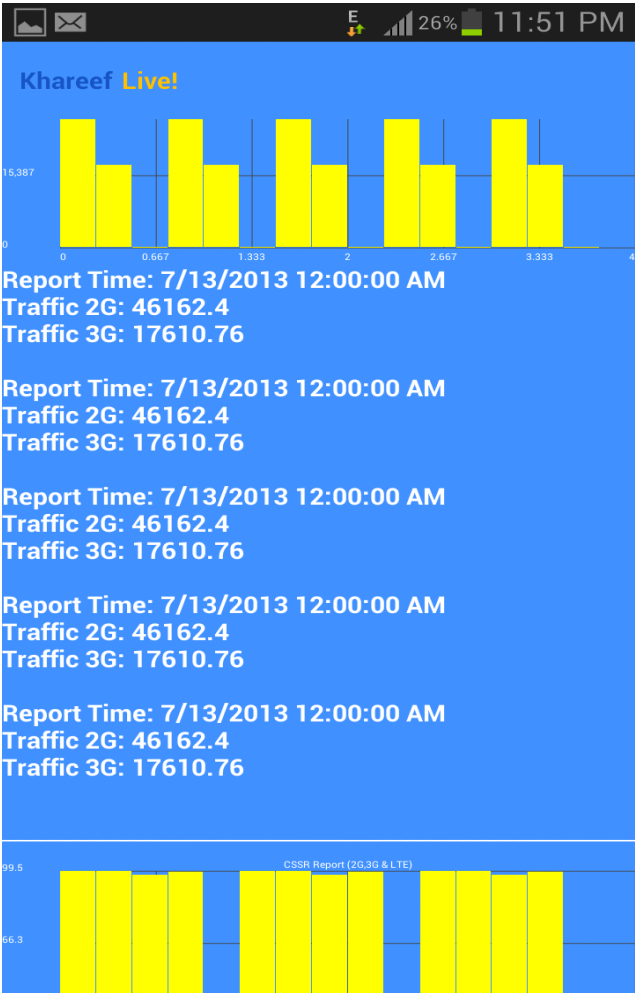 E 26% 11:51 PM
Khareef Live!
15,387
0
0 0.667 1.333 2 2.667 3.333 4
Report Time: 7/13/2013 12:00:00 AM
Traffic 2G: 46162.4
Traffic 3G: 17610.76
Report Time: 7/13/2013 12:00:00 AM
Traffic 2G: 46162.4
Traffic 3G: 17610.76
Report Time: 7/13/2013 12:00:00 AM
Traffic 2G: 46162.4
Traffic 3G: 17610.76
Report Time: 7/13/2013 12:00:00 AM
Traffic 2G: 46162.4
Traffic 3G: 17610.76
Report Time: 7/13/2013 12:00:00 AM
Traffic 2G: 46162.4
Traffic 3G: 17610.76
CSSR Report (2G,3G & LTE)
99.5
66.3